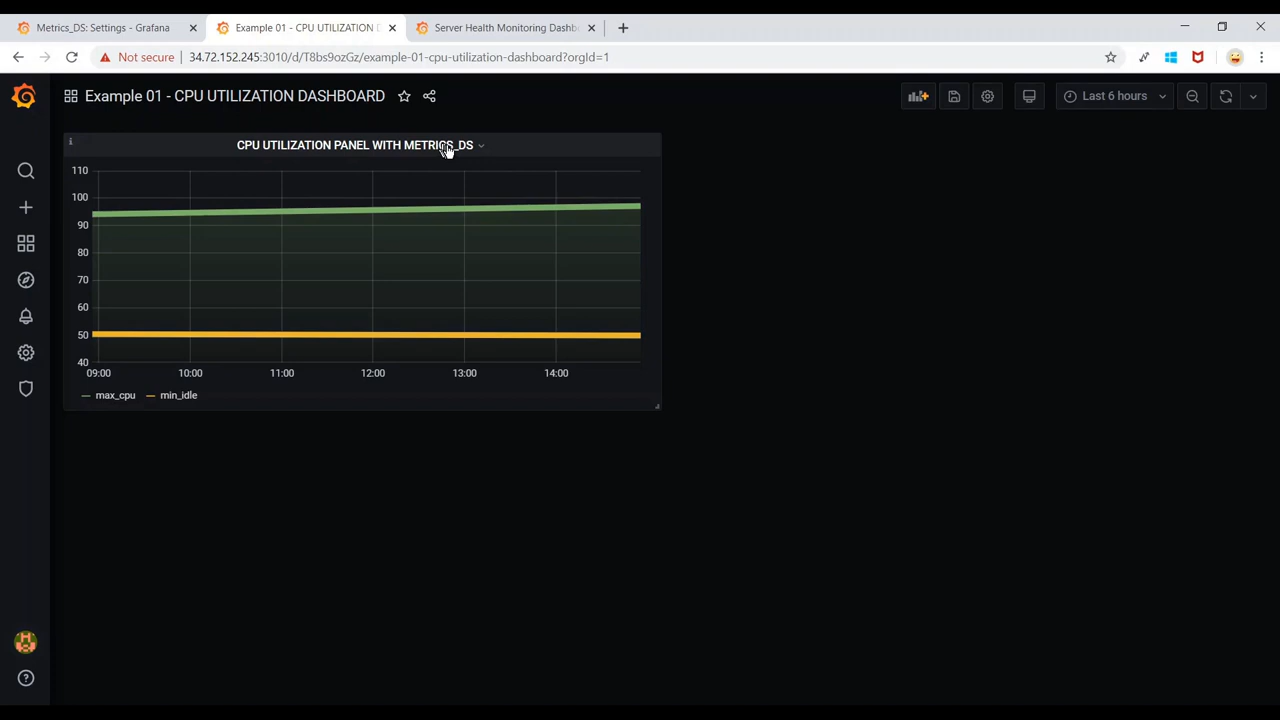 Metrics_DS: Settings - Grafana
Example 01 - CPU UTILIZATION D
Server Health Monitoring Dashb
Not secure
34.72.152.245:3010/d/T8bs9ozGz/example-01-cpu-utilization-dashboard?orgId=1
Example 01 - CPU UTILIZATION DASHBOARD
Last 6 hours
CPU UTILIZATION PANEL WITH METRICS_DS
110
100
90
80
70
60
50
40
09:00 10:00 11:00 12:00 13:00 14:00
max_cpu min_idle